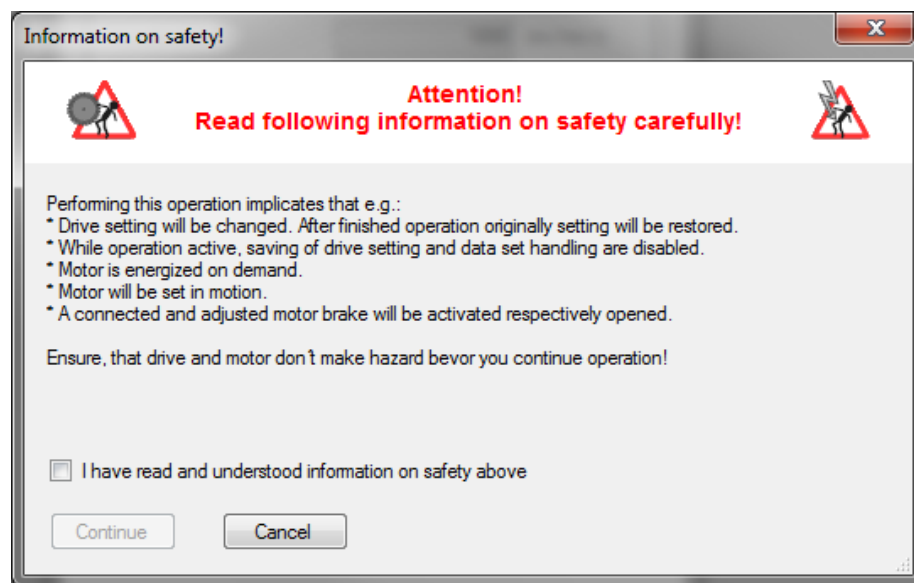 Information on safety!
Attention!
Read following information on safety carefully!
Performing this operation implicates that e.g.:
* Drive setting will be changed. After finished operation originally setting will be restored.
* While operation active, saving of drive setting and data set handling are disabled.
* Motor is energized on demand.
* Motor will be set in motion.
* A connected and adjusted motor brake will be activated respectively opened.
Ensure, that drive and motor don't make hazard bevor you continue operation!
I have read and understood information on safety above
Continue
Cancel